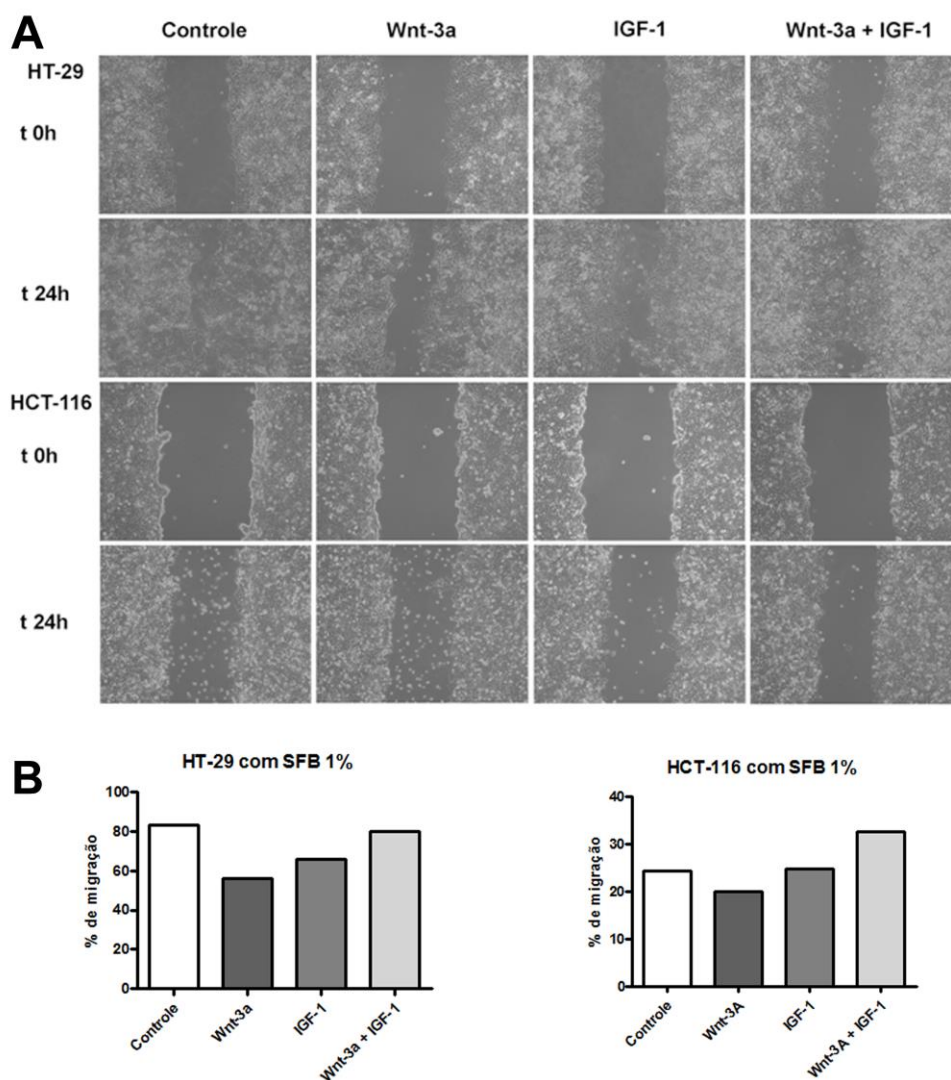 A
Controle
Wnt-3a
IGF-1
Wnt-3a + IGF-1
HT-29
t 0h
t 24h
HCT-116
t 0h
t 24h
B
HT-29 com SFB 1%
% de migração
100
80
60
40
20
0
Controle
Wnt-3a
IGF-1
Wnt-3a + IGF-1
HCT-116 com SFB 1%
% de migração
40
30
20
10
0
Controle
Wnt-3A
IGF-1
Wnt-3A + IGF-1